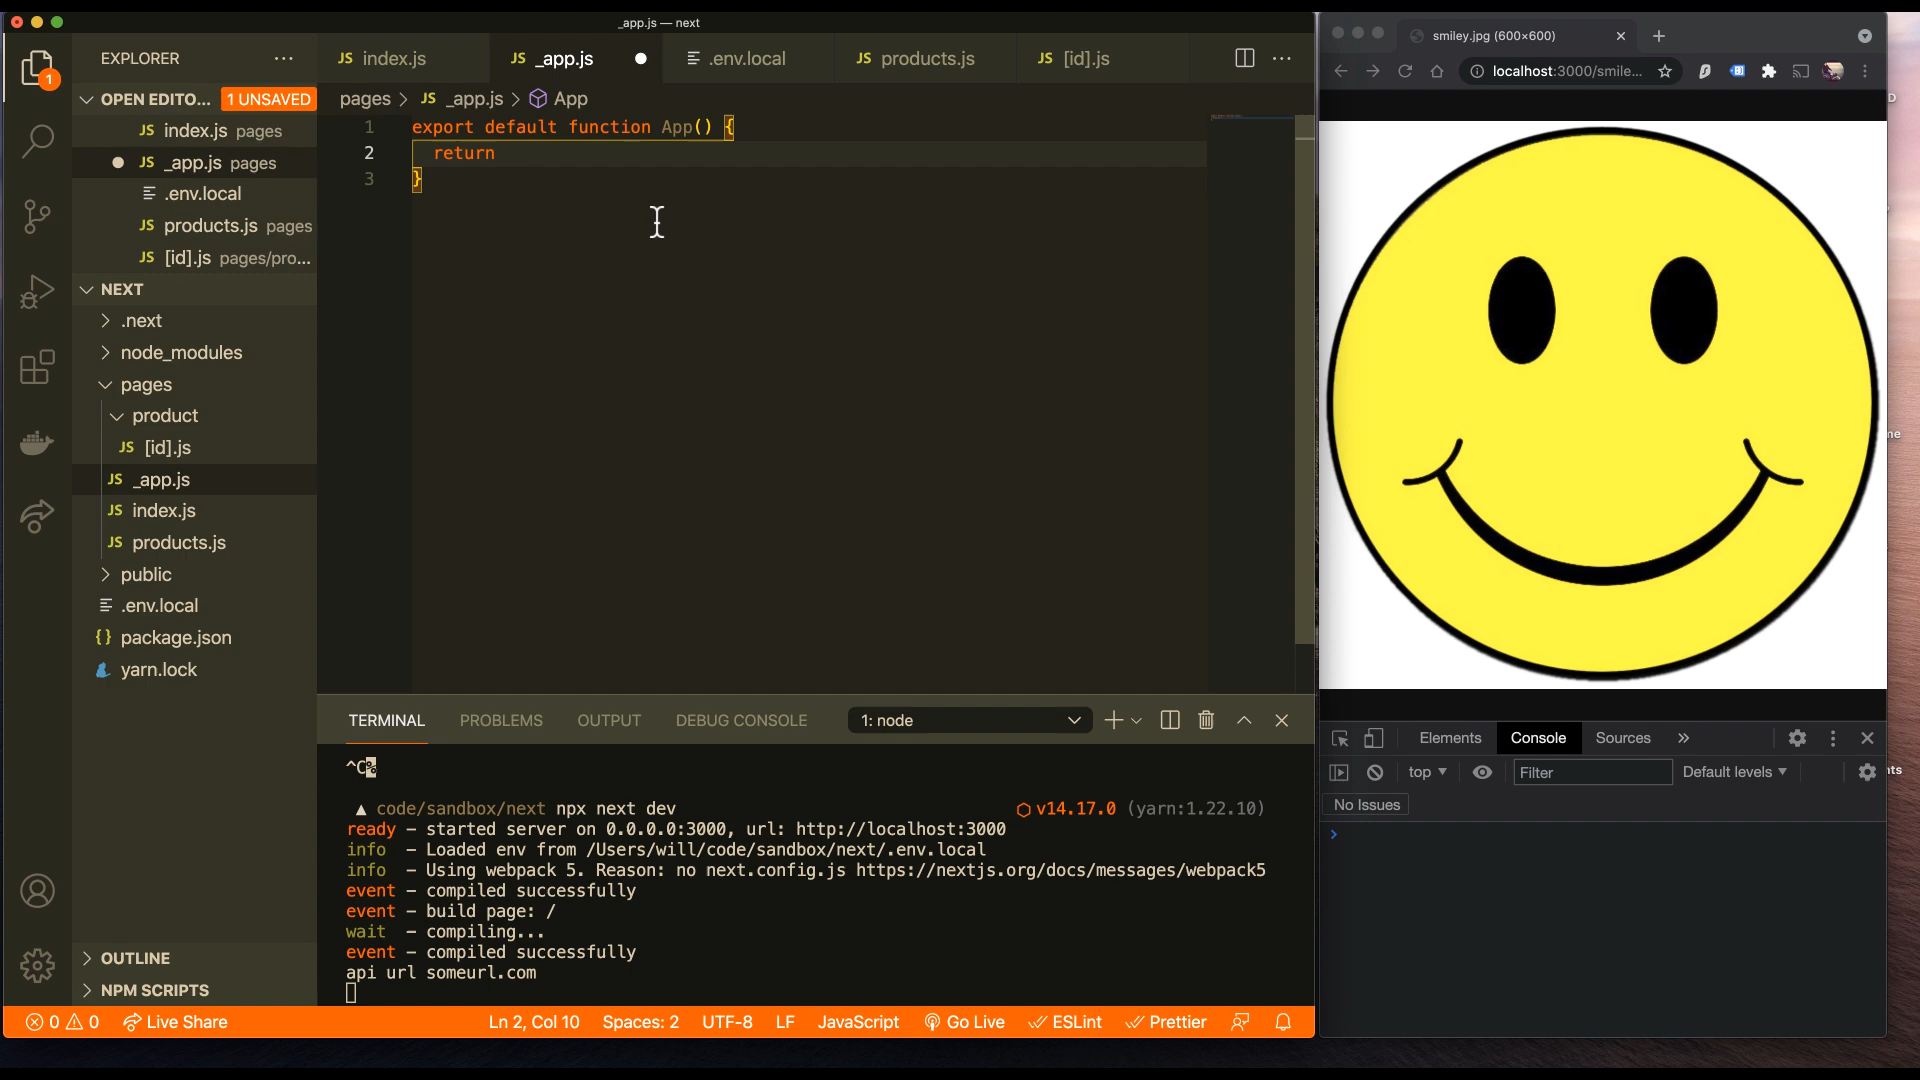 _app.js — next
EXPLORER
OPEN EDITO... 1 UNSAVED
JS index.js pages
JS _app.js pages
.env.local
JS products.js pages
JS [id].js pages/pro...
NEXT
.next
node_modules
pages
product
JS [id].js
JS _app.js
JS index.js
JS products.js
public
.env.local
{} package.json
yarn.lock
OUTLINE
NPM SCRIPTS
1
JS index.js
JS _app.js
.env.local
JS products.js
JS [id].js
pages > JS _app.js > App
1 export default function App() {
2 return
3 }
TERMINAL PROBLEMS OUTPUT DEBUG CONSOLE 1: node
^C%
▲ code/sandbox/next npx next dev v14.17.0 (yarn:1.22.10)
ready – started server on 0.0.0.0:3000, url: http://localhost:3000
info – Loaded env from /Users/will/code/sandbox/next/.env.local
info – Using webpack 5. Reason: no next.config.js https://nextjs.org/docs/messages/webpack5
event – compiled successfully
event – build page: /
wait – compiling...
event – compiled successfully
api url someurl.com
0 0 Live Share Ln 2, Col 10 Spaces: 2 UTF-8 LF JavaScript Go Live ESLint Prettier
smiley.jpg (600×600)
localhost:3000/smile...
Elements Console Sources »
top Filter Default levels
No Issues
D
ne
nts